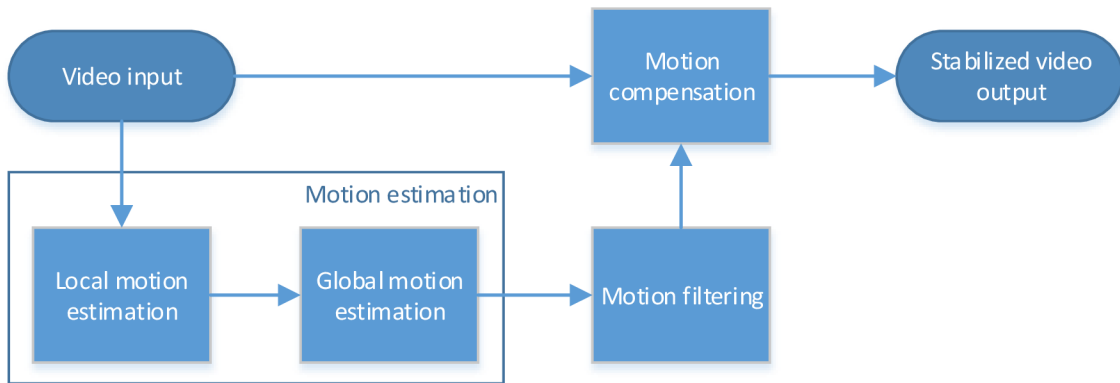 Video input
Motion
compensation
Stabilized video
output
Motion estimation
Local motion
estimation
Global motion
estimation
Motion filtering